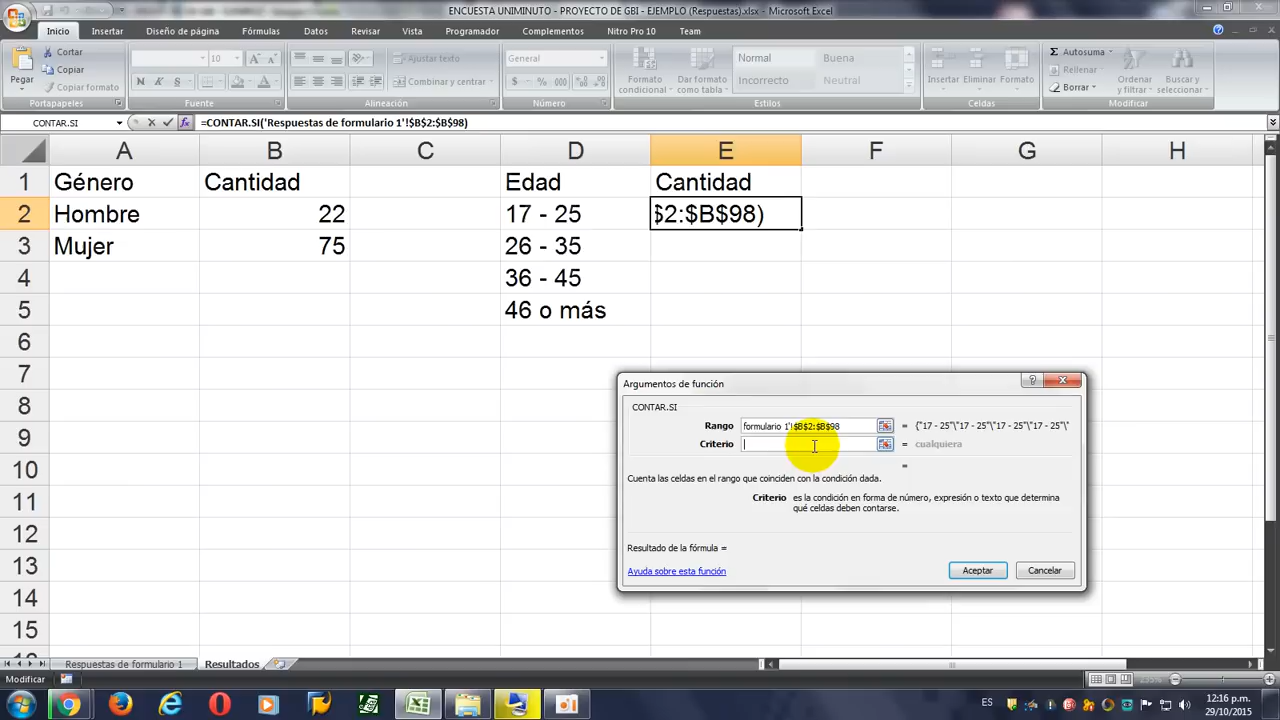 ENCUESTA UNIMINUTO - PROYECTO DE GBI - EJEMPLO (Respuestas).xlsx - Microsoft Excel
Inicio Insertar Diseño de página Fórmulas Datos Revisar Vista Programador Complementos Nitro Pro 10 Team
Pegar
Cortar
Copiar
Copiar formato
Portapapeles
10
N K S
Fuente
Ajustar texto
Combinar y centrar
Alineación
General
$ % 000
Número
Formato condicional
Dar formato como tabla
Normal Buena
Incorrecto Neutral
Estilos
Insertar Eliminar Formato
Celdas
Σ Autosuma
Rellenar
Borrar
Ordenar y filtrar
Buscar y seleccionar
Modificar
CONTAR.SI fx =CONTAR.SI('Respuestas de formulario 1'!$B$2:$B$98)
A B C D E F G H
1 Género Cantidad Edad Cantidad
2 Hombre 22 17 - 25 $2:$B$98)
3 Mujer 75 26 - 35
4 36 - 45
5 46 o más
6
7
8
9
10
11
12
13
14
15
Argumentos de función
CONTAR.SI
Rango formulario 1'!$B$2:$B$98 = {"17 - 25"\"17 - 25"\"17 - 25"\"17 - 25"\"
Criterio = cualquiera
=
Cuenta las celdas en el rango que coinciden con la condición dada.
Criterio es la condición en forma de número, expresión o texto que determina
qué celdas deben contarse.
Resultado de la fórmula =
Ayuda sobre esta función
Aceptar Cancelar
Respuestas de formulario 1 Resultados
Modificar
235%
ES
12:16 p.m.
29/10/2015